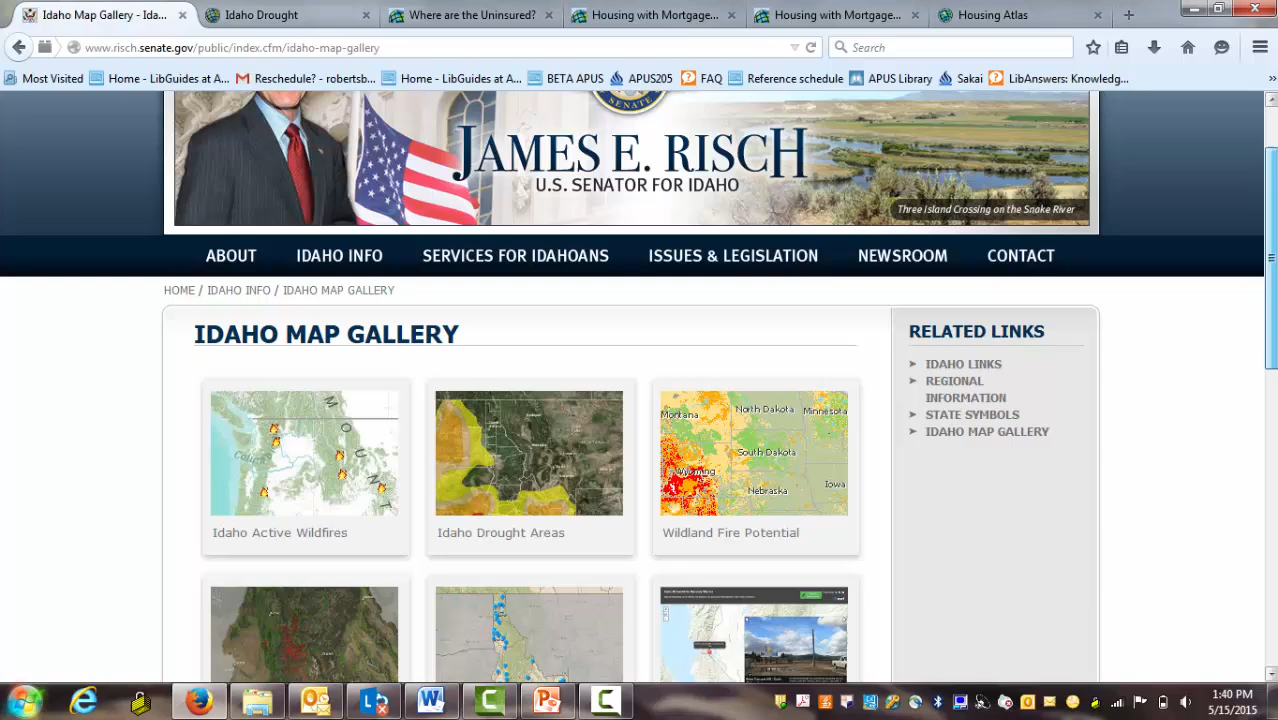 Idaho Map Gallery - Ida...
Idaho Drought
Where are the Uninsured?
Housing with Mortgage...
Housing with Mortgage...
Housing Atlas
www.risch.senate.gov/public/index.cfm/idaho-map-gallery
Search
Most Visited
Home - LibGuides at A...
Reschedule? - robertsb...
Home - LibGuides at A...
BETA APUS
APUS205
FAQ
Reference schedule
APUS Library
Sakai
LibAnswers: Knowledg...
SENATE
JAMES E. RISCH
U.S. SENATOR FOR IDAHO
Three Island Crossing on the Snake River
ABOUT
IDAHO INFO
SERVICES FOR IDAHOANS
ISSUES & LEGISLATION
NEWSROOM
CONTACT
HOME / IDAHO INFO / IDAHO MAP GALLERY
IDAHO MAP GALLERY
RELATED LINKS
IDAHO LINKS
REGIONAL
INFORMATION
STATE SYMBOLS
IDAHO MAP GALLERY
Montana
North Dakota
Minnesota
South Dakota
Wyoming
Nebraska
Iowa
Idaho Active Wildfires
Idaho Drought Areas
Wildland Fire Potential
1:40 PM
5/15/2015